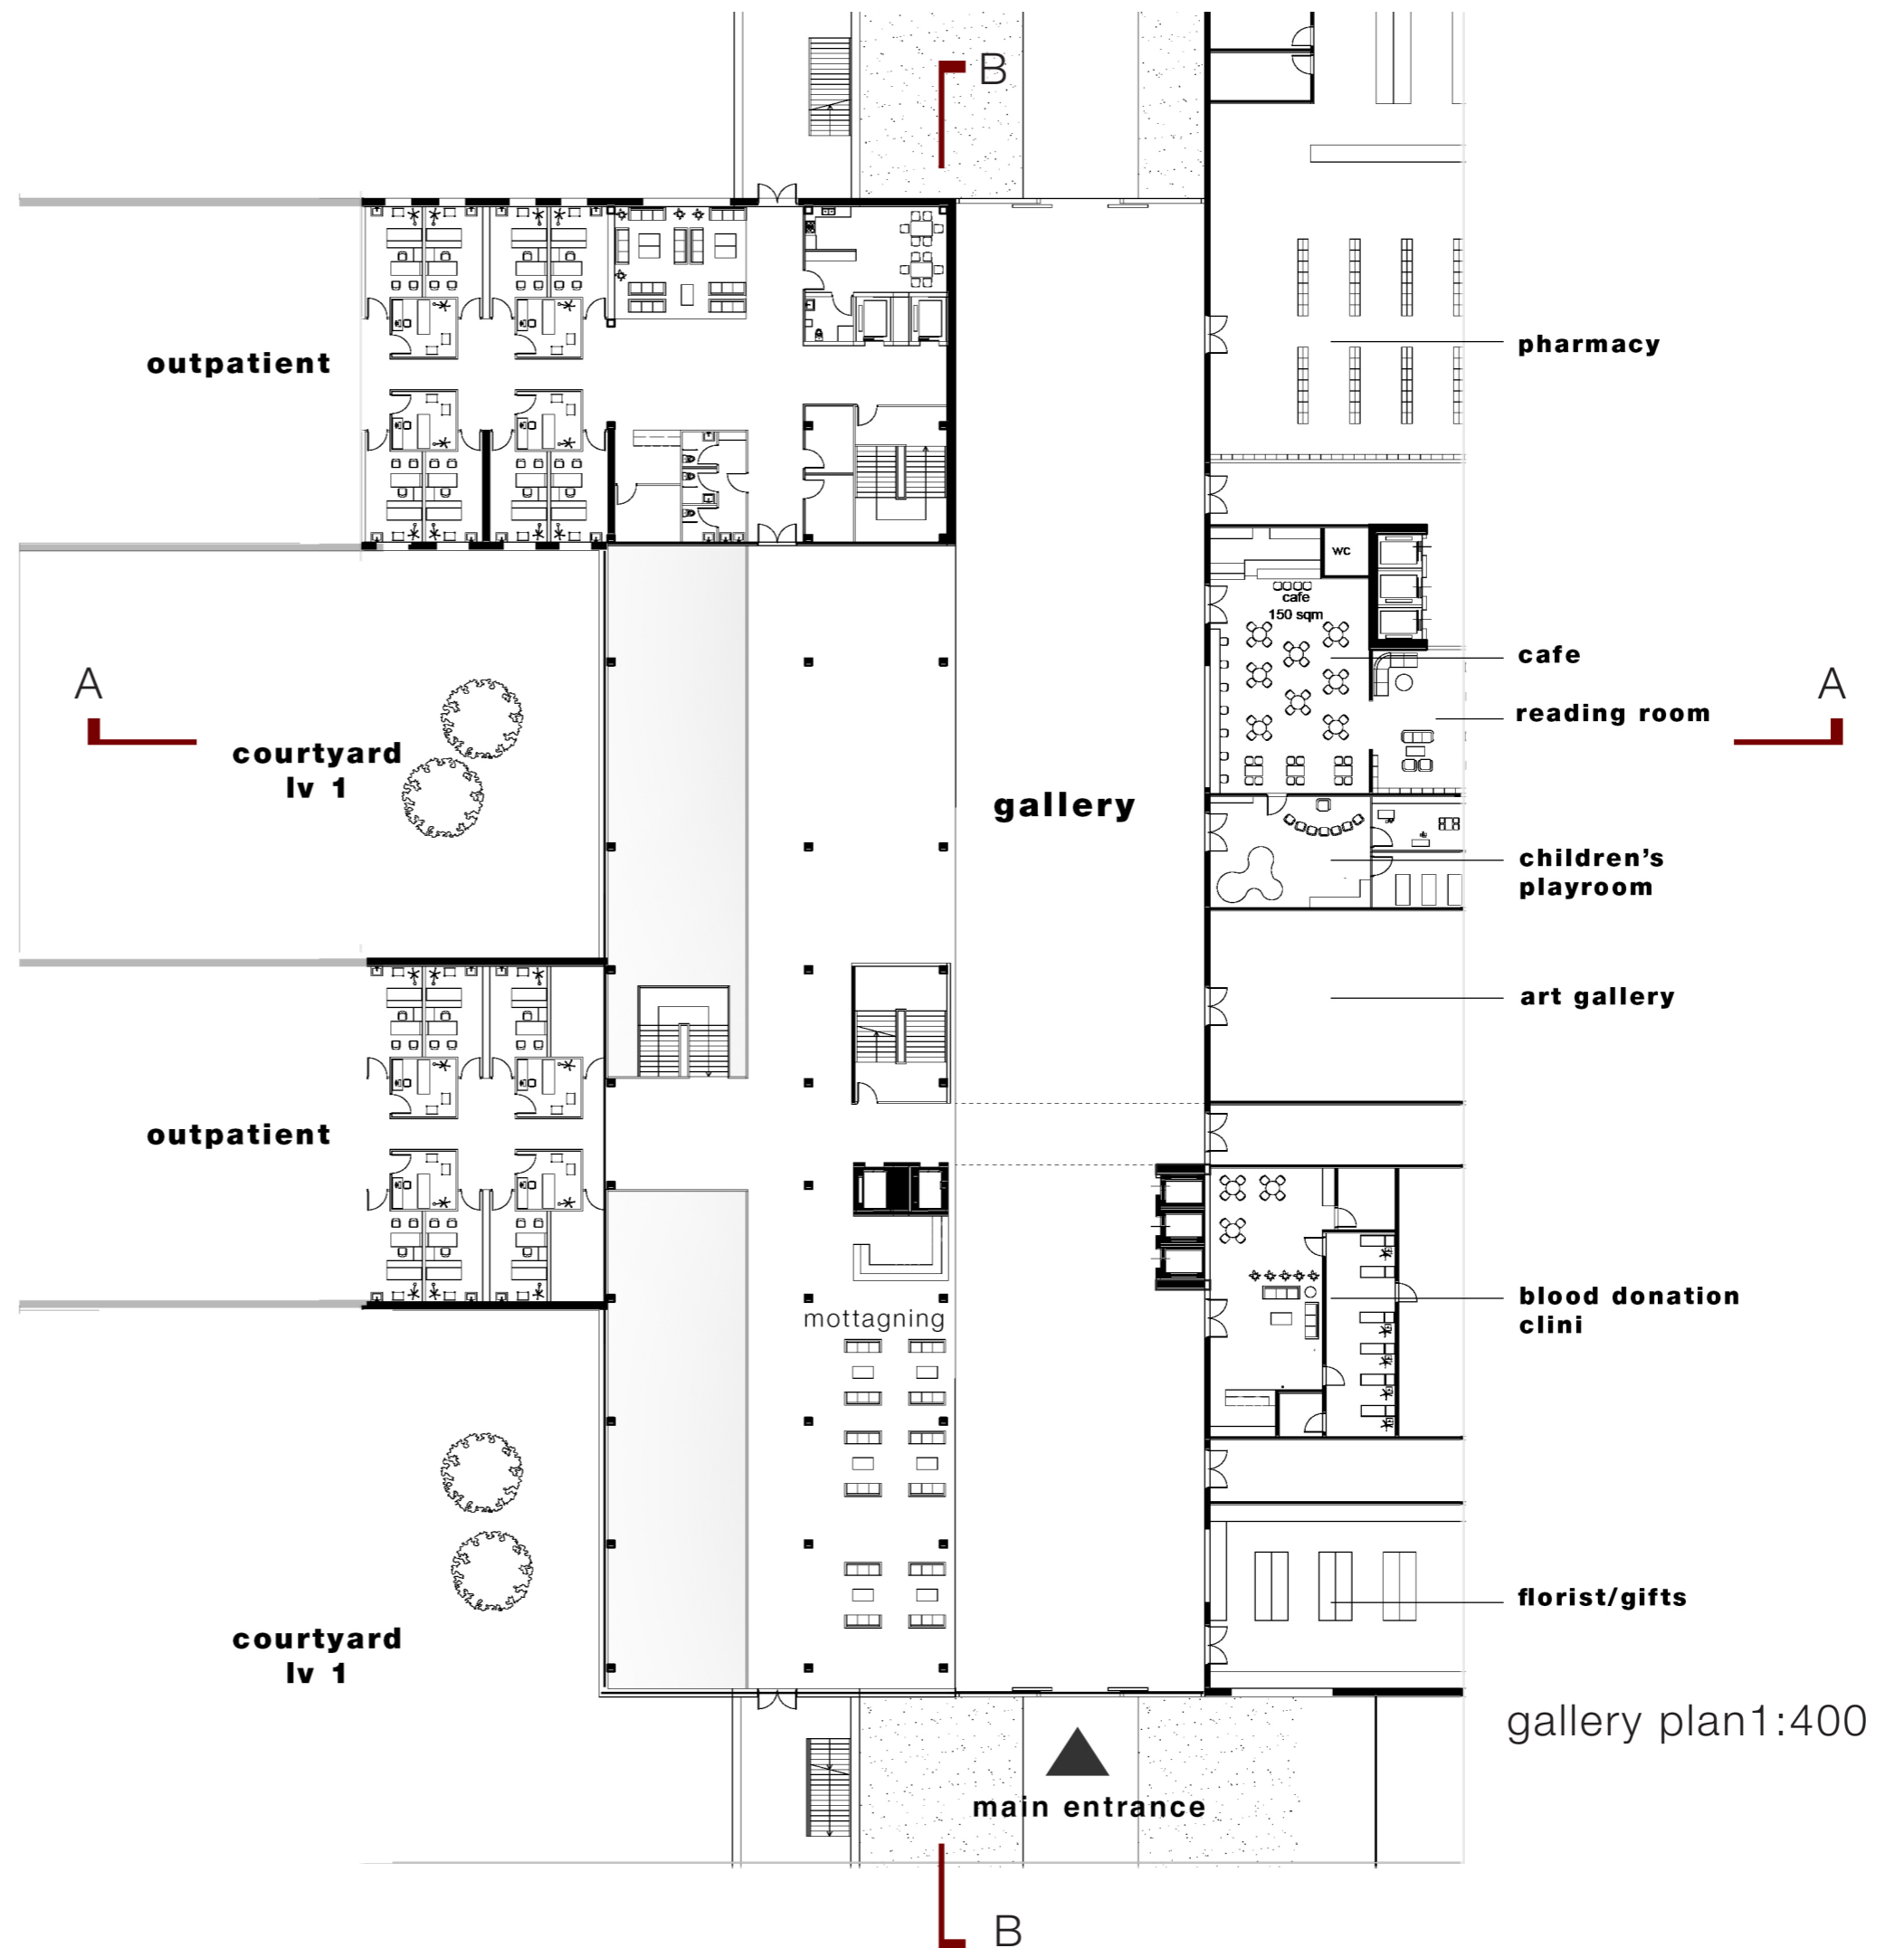 B
outpatient
pharmacy
WC
cafe
150 sqm
cafe
A
A
reading room
courtyard
lv 1
gallery
children's
playroom
art gallery
outpatient
blood donation
clini
mottagning
florist/gifts
courtyard
lv 1
gallery plan1:400
main entrance
B